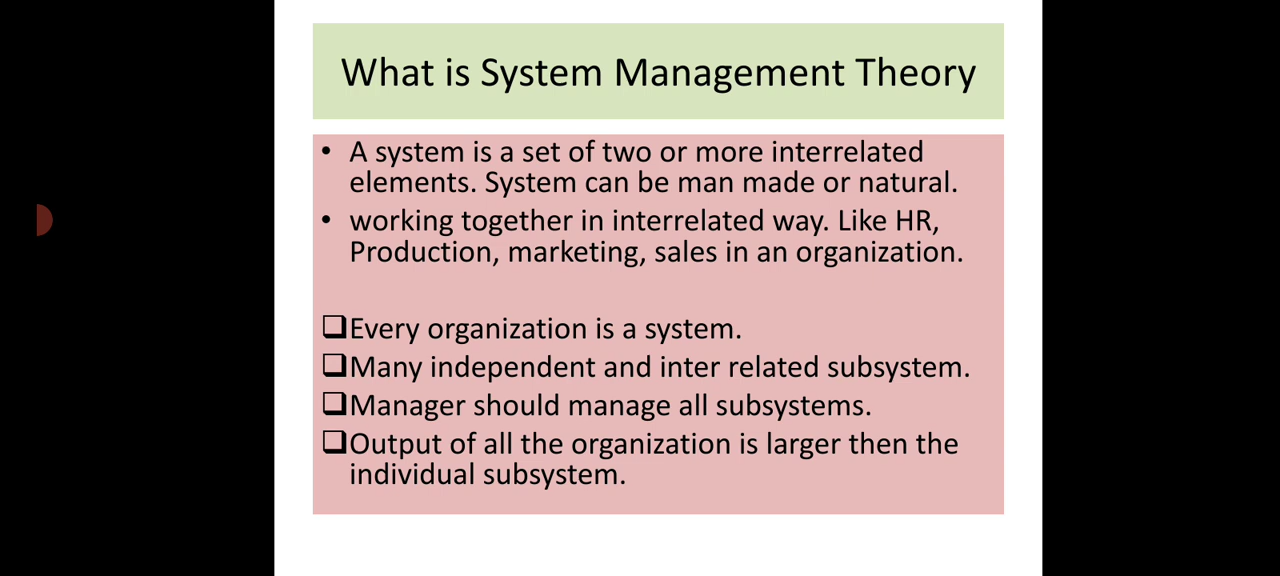 What is System Management Theory
• A system is a set of two or more interrelated
elements. System can be man made or natural.
• working together in interrelated way. Like HR,
Production, marketing, sales in an organization.
❑Every organization is a system.
❑Many independent and inter related subsystem.
❑Manager should manage all subsystems.
❑Output of all the organization is larger then the
individual subsystem.